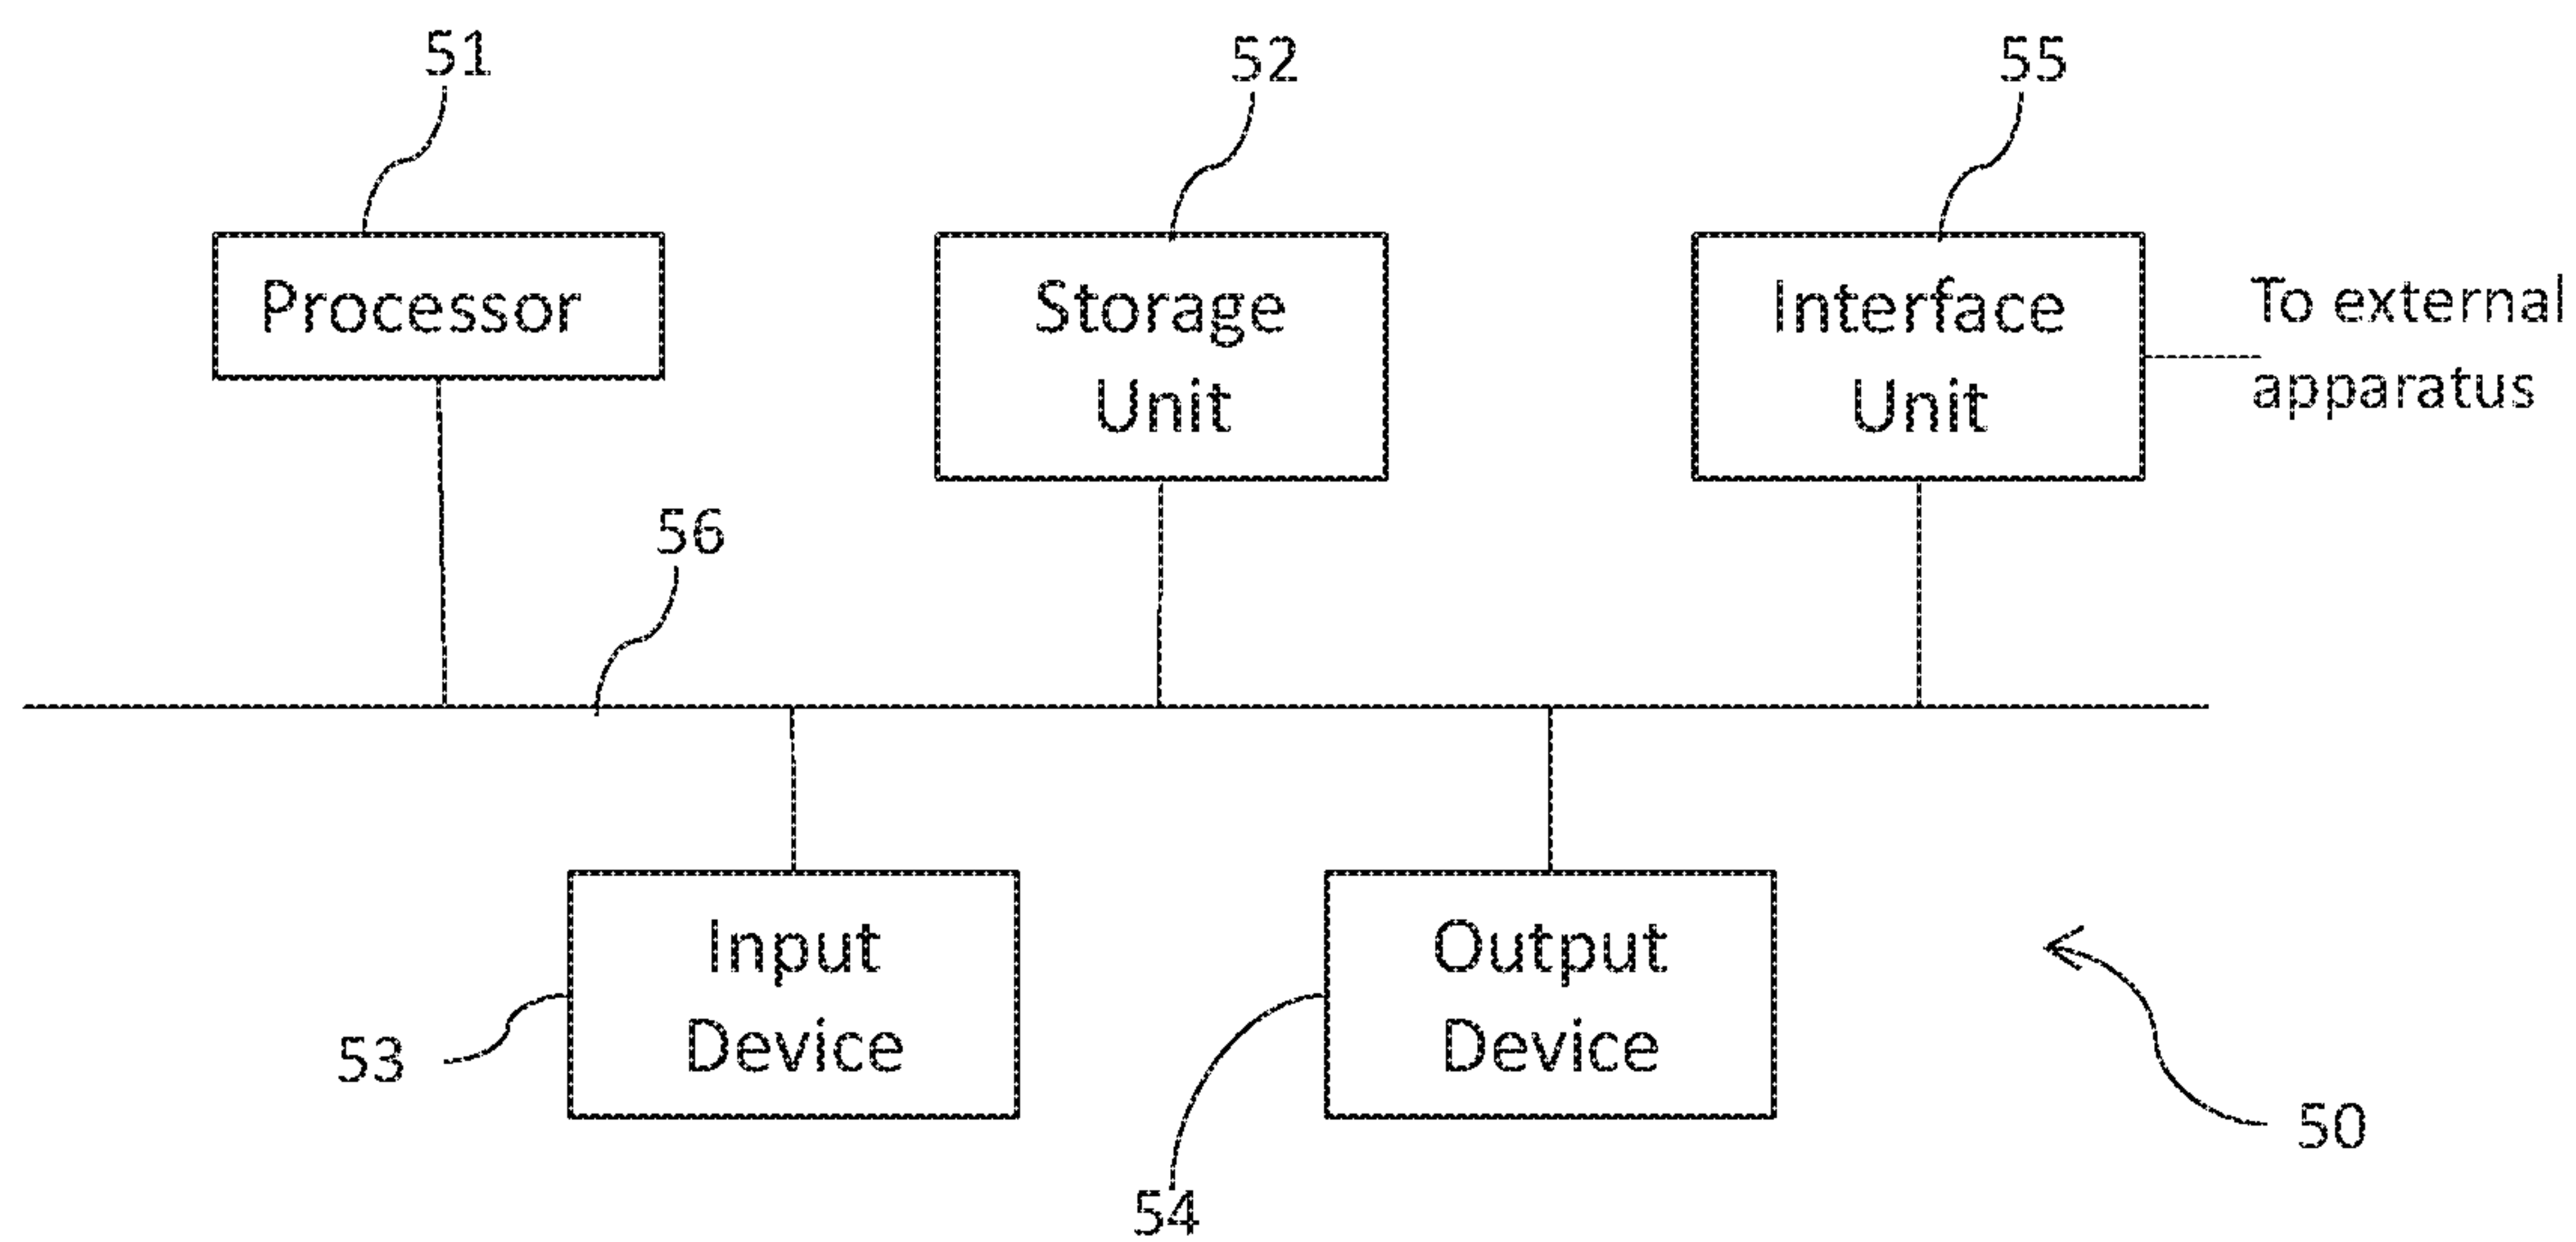 51
52
55
Processor
Storage
Unit
Interface
Unit
To external
apparatus
56
Input
Device
Output
Device
53
54
50